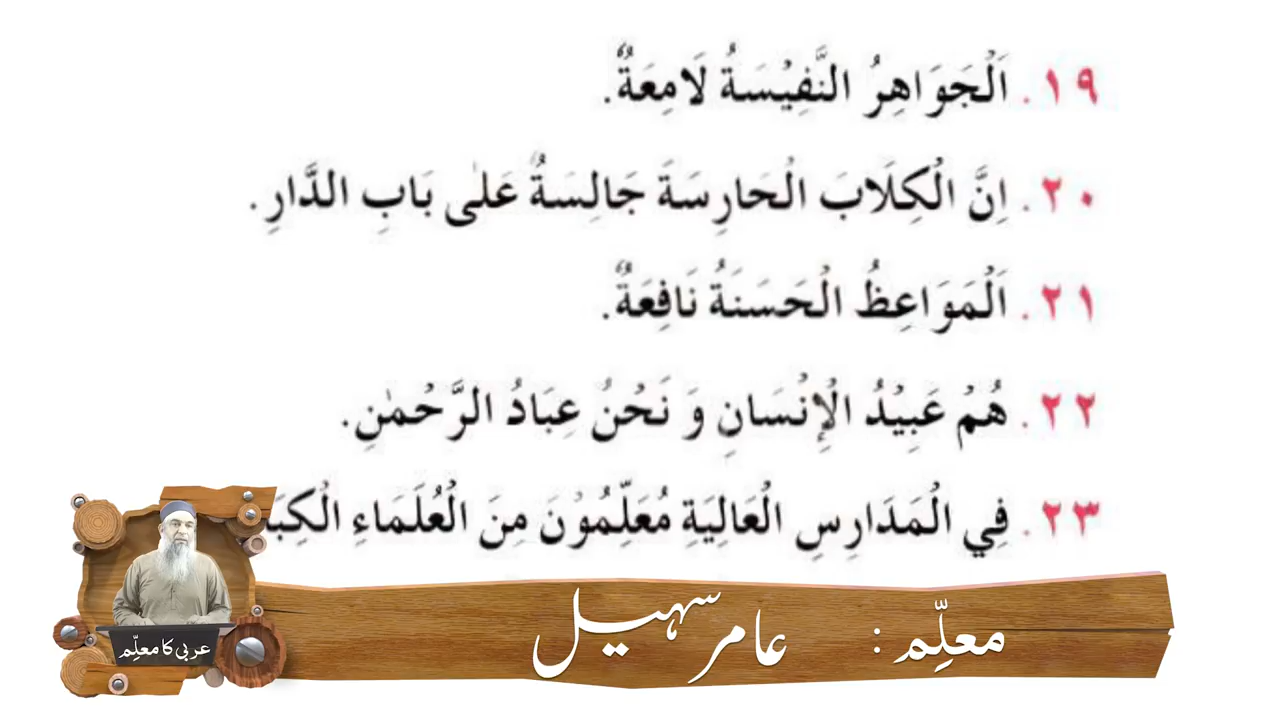 ١٩. اَلْجَوَاهِرُ النَّفِيْسَةُ لَامِعَةٌ.
٢٠. اِنَّ الْكِلَابَ الْحَارِسَةَ جَالِسَةٌ عَلٰى بَابِ الدَّارِ.
٢١. اَلْمَوَاعِظُ الْحَسَنَةُ نَافِعَةٌ.
٢٢. هُمْ عَبِيْدُ الْإِنْسَانِ وَ نَحْنُ عِبَادُ الرَّحْمٰنِ.
٢٣. فِي الْمَدَارِسِ الْعَالِيَةِ مُعَلِّمُوْنَ مِنَ الْعُلَمَاءِ
معلّم : عامر سہیل
عربی کا معلّم